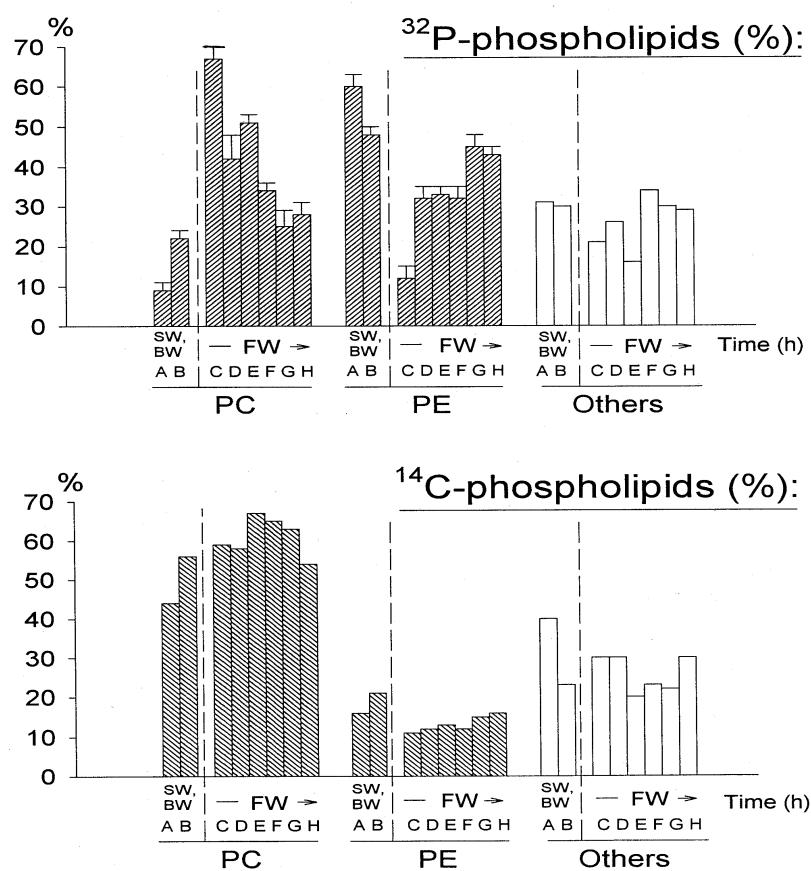 %
³²P-phospholipids (%):
70
60
50
40
30
20
10
0
SW, BW — FW → SW, BW — FW → SW, BW — FW → Time (h)
A B C D E F G H A B C D E F G H A B C D E F G H
PC PE Others
%
¹⁴C-phospholipids (%):
70
60
50
40
30
20
10
0
SW, BW — FW → SW, BW — FW → SW, BW — FW → Time (h)
A B C D E F G H A B C D E F G H A B C D E F G H
PC PE Others